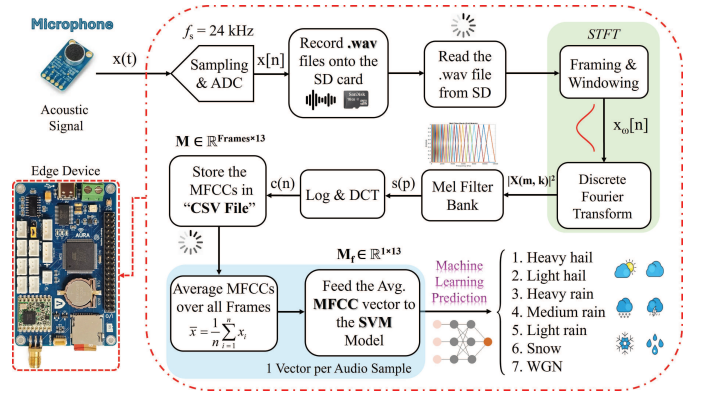 Microphone
x(t)
Acoustic
Signal
fs = 24 kHz
Sampling
& ADC
x[n]
Record .wav
files onto the
SD card
Read the
.wav file
from SD
STFT
Framing &
Windowing
xω[n]
Discrete
Fourier
Transform
|X(m, k)|²
Mel Filter
Bank
s(p)
Log & DCT
c(n)
M ∈ ℝ^Frames×13
Store the
MFCCs in
“CSV File”
Edge Device
AURA
Average MFCCs
over all Frames
x̄ = 1/n ∑ i=1 n xi
Mf ∈ ℝ^1×13
Feed the Avg.
MFCC vector to
the SVM
Model
1 Vector per Audio Sample
Machine
Learning
Prediction
1. Heavy hail
2. Light hail
3. Heavy rain
4. Medium rain
5. Light rain
6. Snow
7. WGN